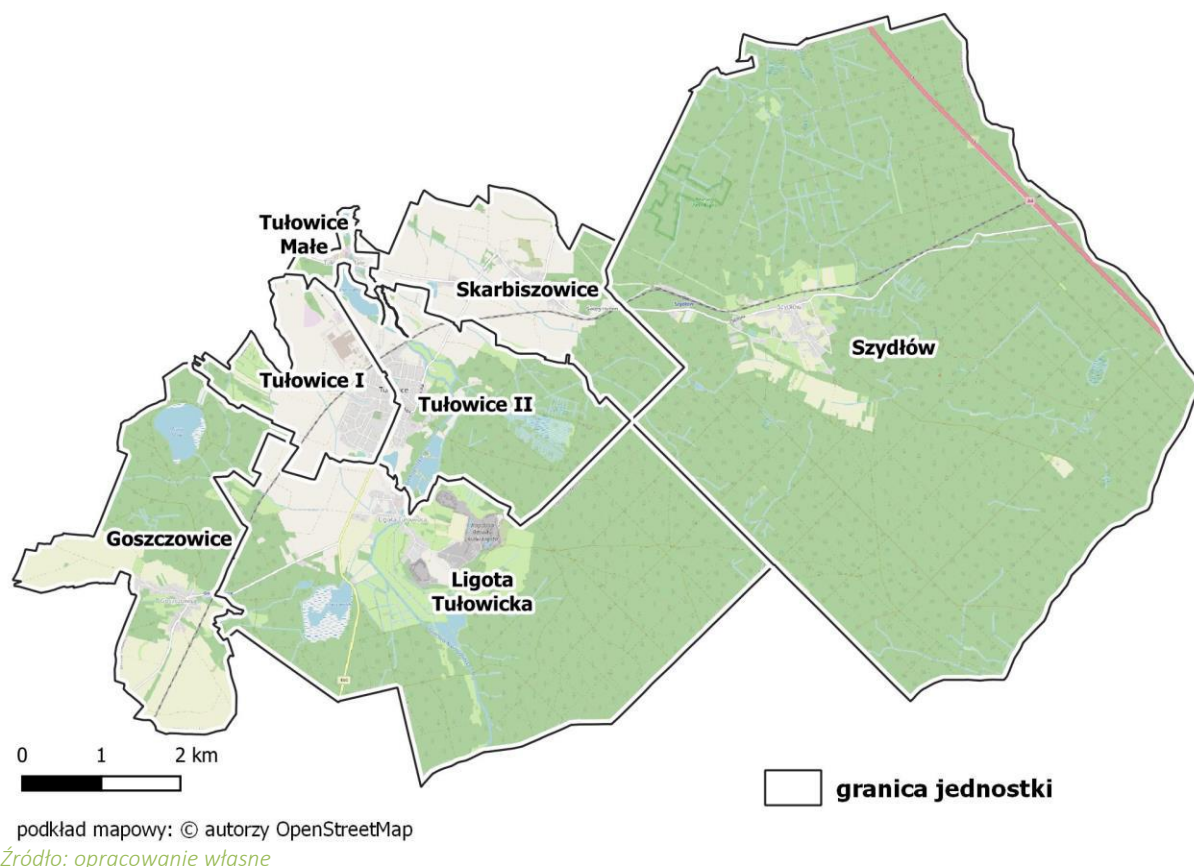 Tułowice
Małe
Skarbiszowice
SZYDŁÓW
Szydłów
Tułowice I
Tułowice II
Goszczowice
Ligota
Tułowicka
0 1 2 km
granica jednostki
podkład mapowy: © autorzy OpenStreetMap
Źródło: opracowanie własne